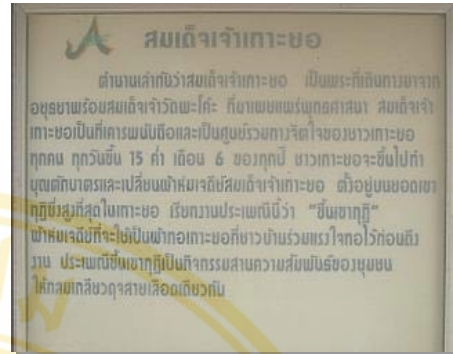 สมเด็จเจ้าเกาะยอ
ตำนานเล่ากันว่าสมเด็จเจ้าเกาะยอ เป็นพระที่เดินทางมาจาก
อยุธยาพร้อมสมเด็จเจ้าวัดพะโคะ ที่มาเผยแพร่พุทธศาสนา สมเด็จเจ้า
เกาะยอเป็นที่เคารพนับถือและเป็นศูนย์รวมทางจิตใจของชาวเกาะยอ
ทุกคน ทุกวันขึ้น 15 ค่ำ เดือน 6 ของทุกปี ชาวเกาะยอจะขึ้นไปทำ
บุญตักบาตรและเปลี่ยนผ้าห่มเจดีย์สมเด็จเจ้าเกาะยอ ตั้งอยู่บนยอดเขา
กุฏิซึ่งสูงที่สุดในเกาะยอ เรียกงานประเพณีนี้ว่า "ขึ้นเขากุฏิ"
ผ้าห่มเจดีย์ที่จะใช้เป็นผ้าทอเกาะยอที่ชาวบ้านร่วมแรงใจทอไว้ก่อนถึง
งาน ประเพณีขึ้นเขากุฏิเป็นกิจกรรมสานความสัมพันธ์ของชุมชน
ให้กลมเกลียวดุจสายเลือดเดียวกัน